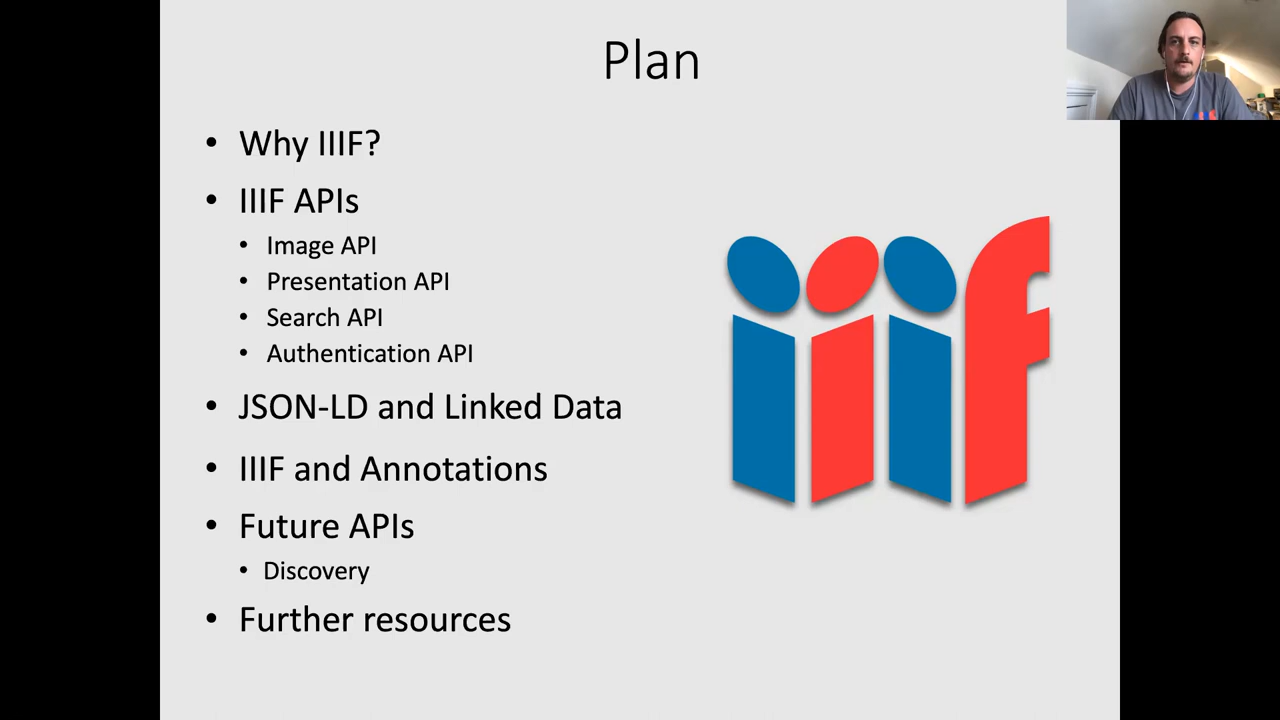 Plan
• Why IIIF?
• IIIF APIs
• Image API
• Presentation API
• Search API
• Authentication API
• JSON-LD and Linked Data
• IIIF and Annotations
• Future APIs
• Discovery
• Further resources
iiif